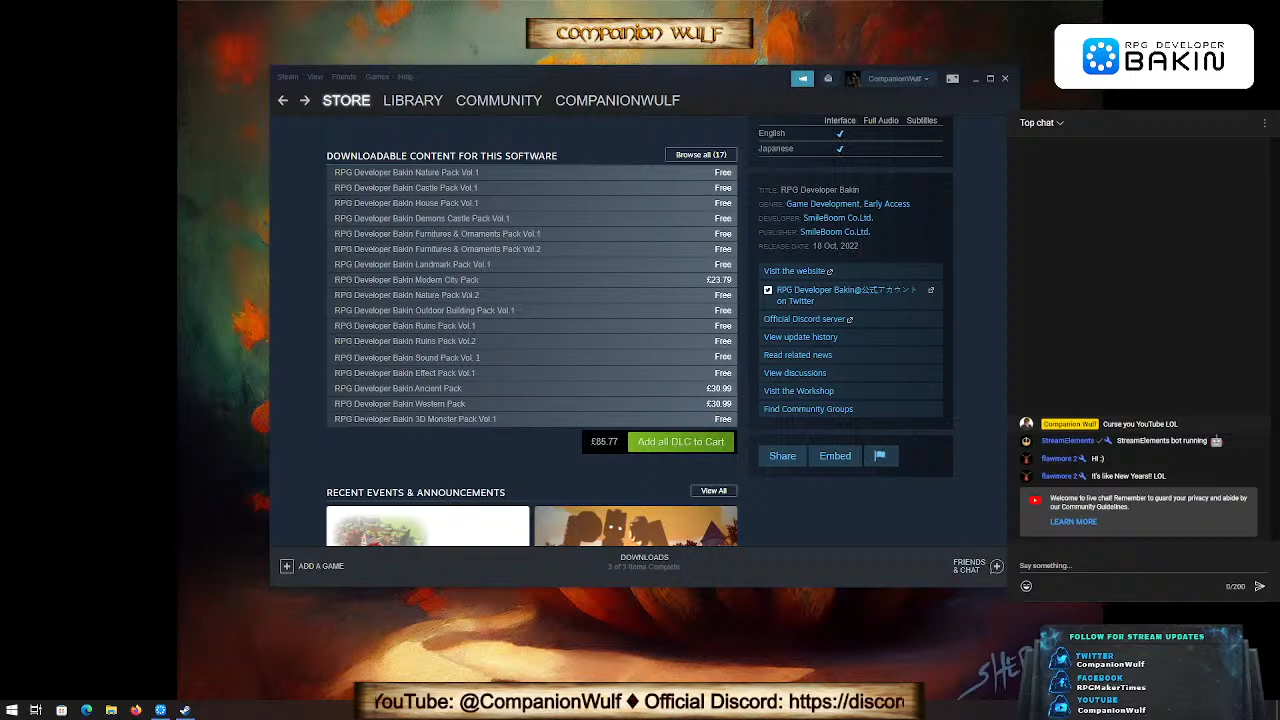 COMPANION WULF
RPG DEVELOPER
BAKIN
Steam View Friends Games Help
CompanionWulf
STORE LIBRARY COMMUNITY COMPANIONWULF
Top chat
Interface Full Audio Subtitles
English
Japanese
DOWNLOADABLE CONTENT FOR THIS SOFTWARE
Browse all (17)
RPG Developer Bakin Nature Pack Vol.1 Free
RPG Developer Bakin Castle Pack Vol.1 Free
RPG Developer Bakin House Pack Vol.1 Free
RPG Developer Bakin Demons Castle Pack Vol.1 Free
RPG Developer Bakin Furnitures & Ornaments Pack Vol.1 Free
RPG Developer Bakin Furnitures & Ornaments Pack Vol.2 Free
RPG Developer Bakin Landmark Pack Vol.1 Free
RPG Developer Bakin Modern City Pack £23.79
RPG Developer Bakin Nature Pack Vol.2 Free
RPG Developer Bakin Outdoor Building Pack Vol.1 Free
RPG Developer Bakin Ruins Pack Vol.1 Free
RPG Developer Bakin Ruins Pack Vol.2 Free
RPG Developer Bakin Sound Pack Vol. 1 Free
RPG Developer Bakin Effect Pack Vol.1 Free
RPG Developer Bakin Ancient Pack £30.99
RPG Developer Bakin Western Pack £30.99
RPG Developer Bakin 3D Monster Pack Vol.1 Free
£85.77 Add all DLC to Cart
RECENT EVENTS & ANNOUNCEMENTS
View All
TITLE: RPG Developer Bakin
GENRE: Game Development, Early Access
DEVELOPER: SmileBoom Co.Ltd.
PUBLISHER: SmileBoom Co.Ltd.
RELEASE DATE: 18 Oct, 2022
Visit the website
RPG Developer Bakin@公式アカウント
on Twitter
Official Discord server
View update history
Read related news
View discussions
Visit the Workshop
Find Community Groups
Share Embed
ADD A GAME
DOWNLOADS
3 of 3 Items Complete
FRIENDS
& CHAT
Companion Wulf Curse you YouTube LOL
StreamElements StreamElements bot running
flawmore 2 Hi :)
flawmore 2 It's like New Years!! LOL
Welcome to live chat! Remember to guard your privacy and abide by
our Community Guidelines.
LEARN MORE
Say something...
0/200
FOLLOW FOR STREAM UPDATES
TWITTER
CompanionWulf
FACEBOOK
RPGMakerTimes
YOUTUBE
CompanionWulf
YouTube: @CompanionWulf ♦ Official Discord: https://discor